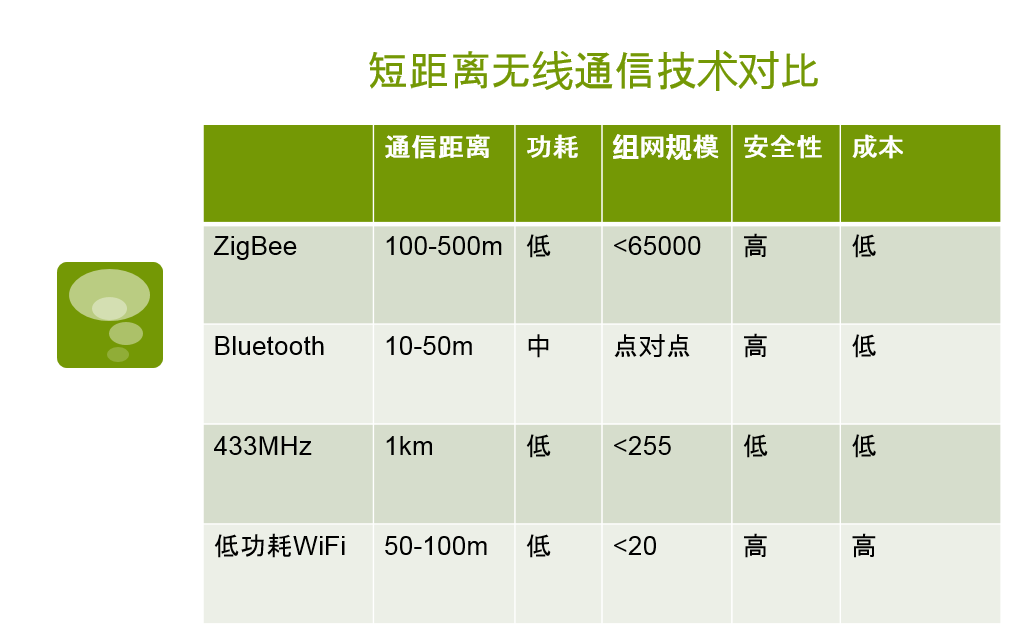 短距离无线通信技术对比
通信距离 功耗 组网规模 安全性 成本
ZigBee 100-500m 低 <65000 高 低
Bluetooth 10-50m 中 点对点 高 低
433MHz 1km 低 <255 低 低
低功耗WiFi 50-100m 低 <20 高 高